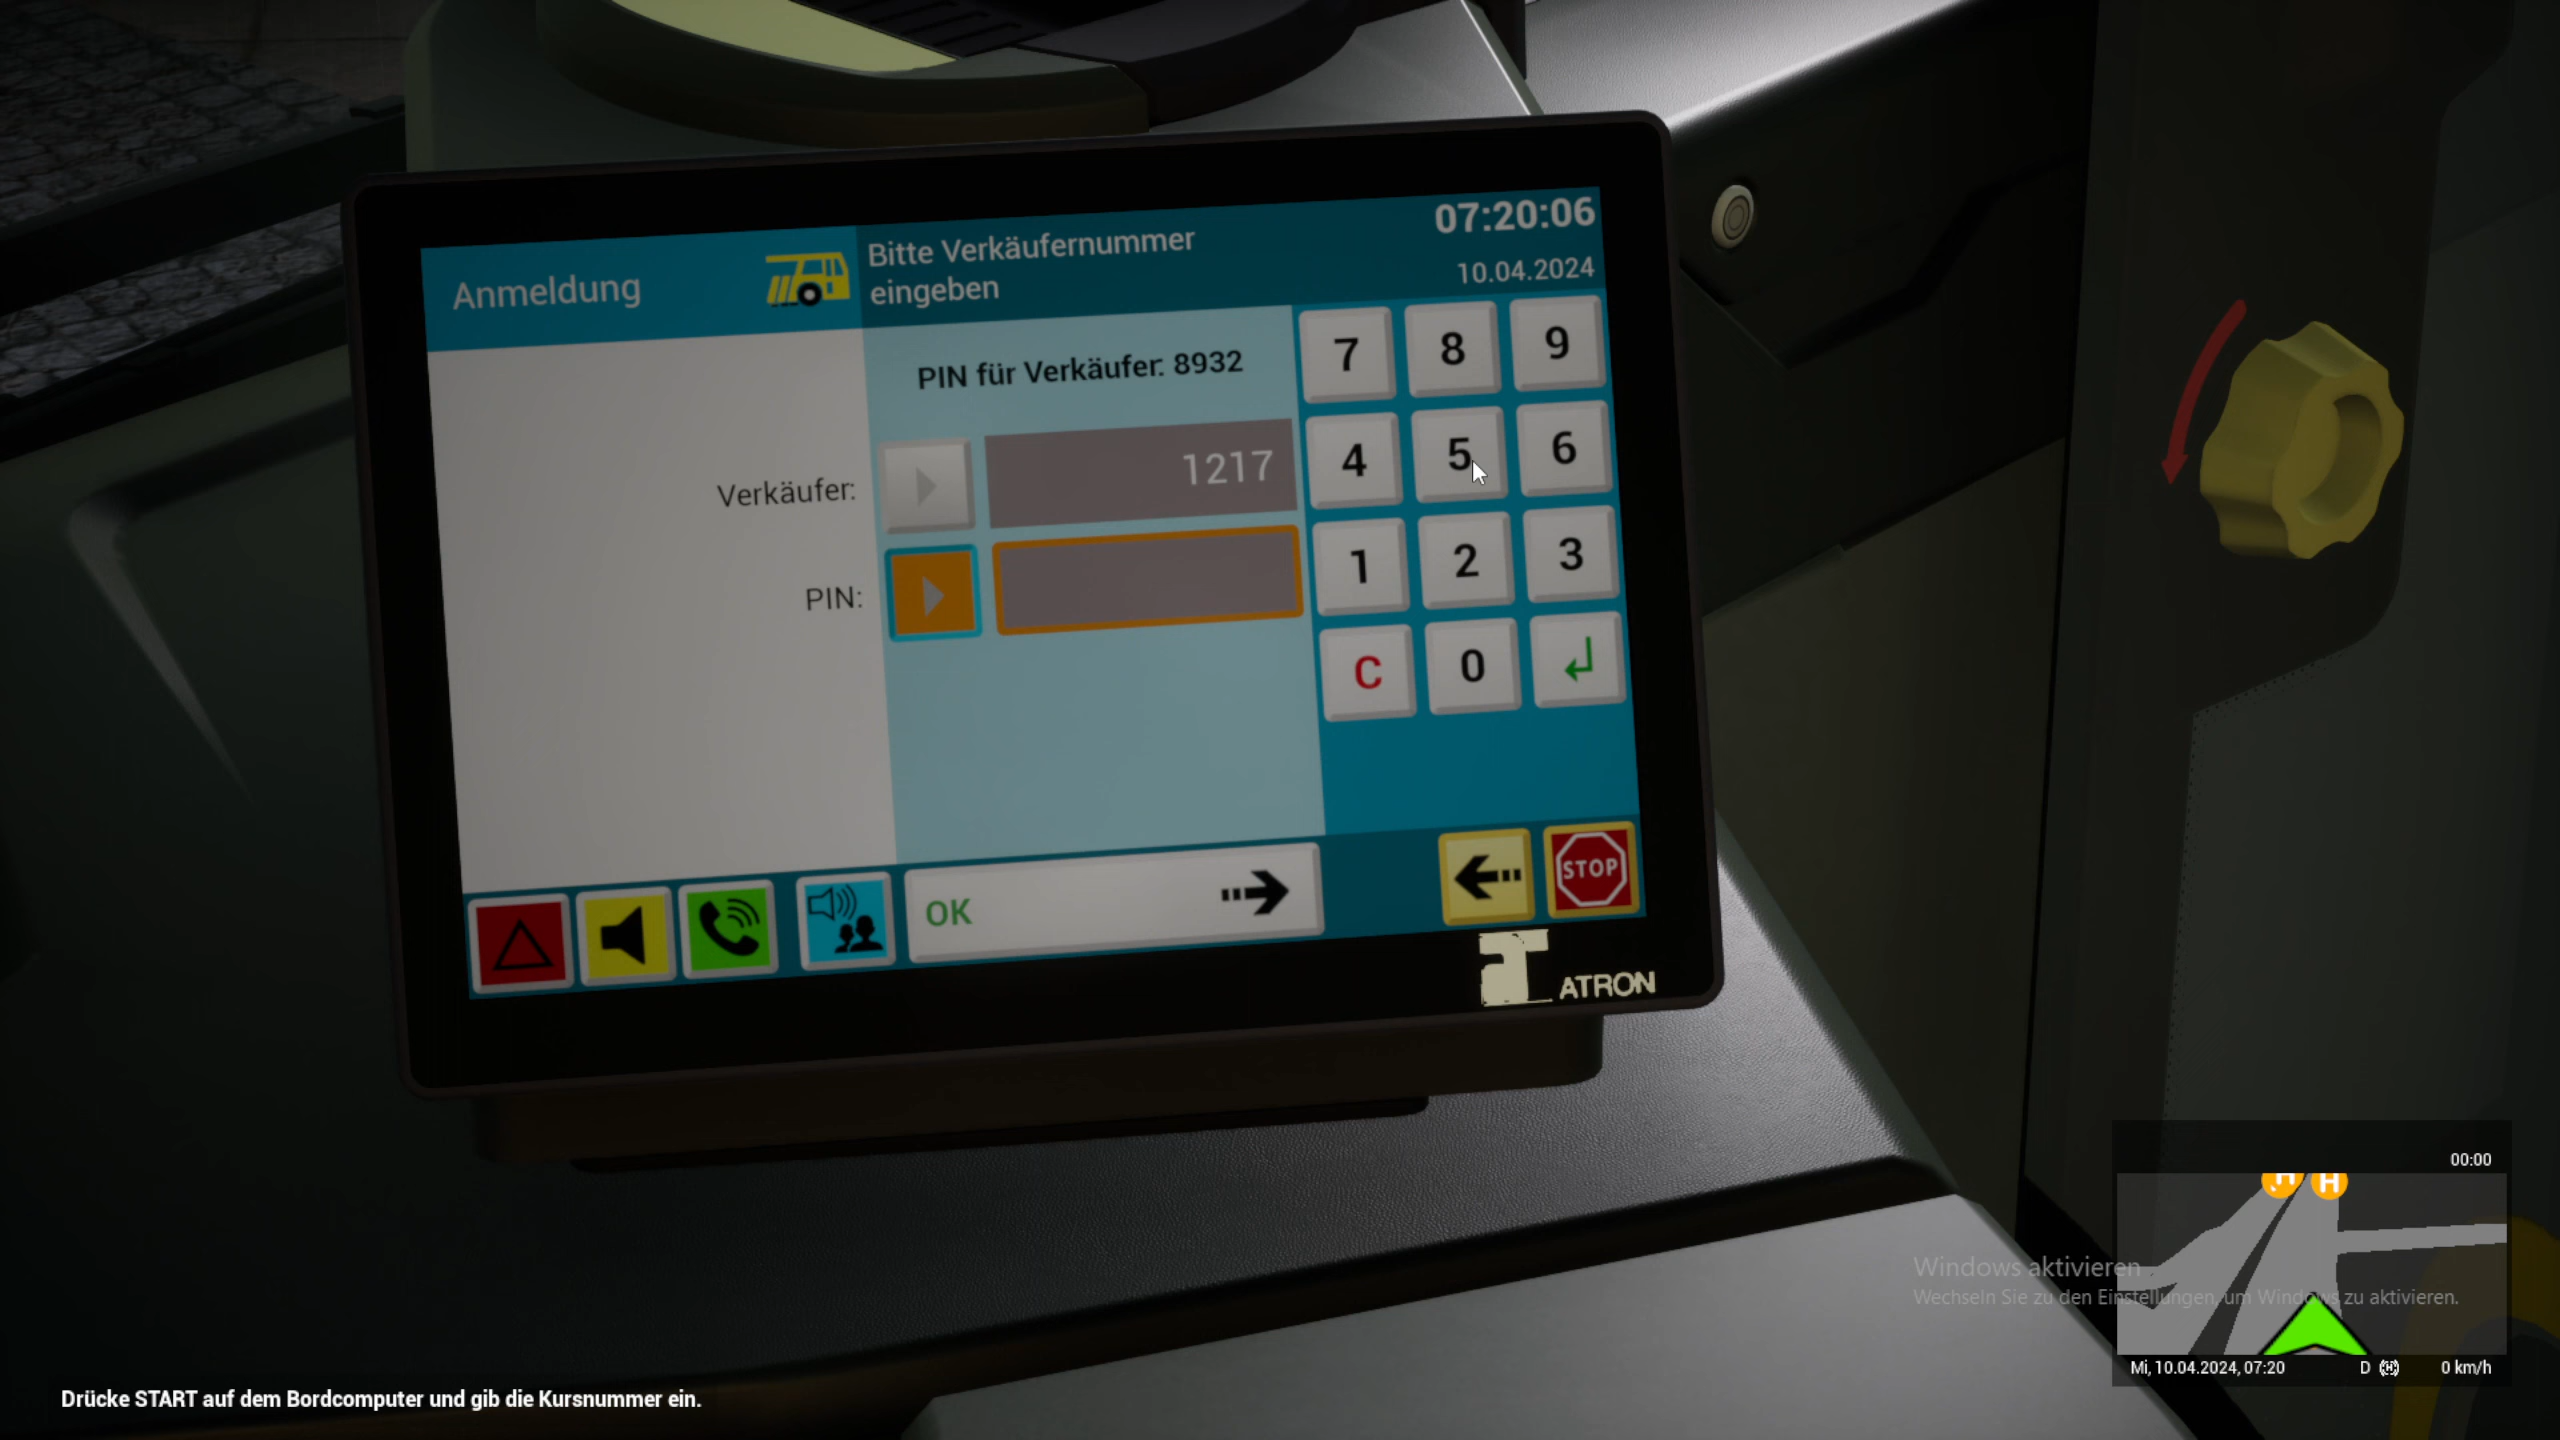 Anmeldung
Bitte Verkäufernummer
eingeben
07:20:06
10.04.2024
PIN für Verkäufer: 8932
Verkäufer:
1217
PIN:
7 8 9
4 5 6
1 2 3
C 0
OK
STOP
ATRON
00:00
H H
Windows aktivieren
Wechseln Sie zu den Einstellungen, um Windows zu aktivieren.
Mi, 10.04.2024, 07:20
D (H) 0 km/h
Drücke START auf dem Bordcomputer und gib die Kursnummer ein.